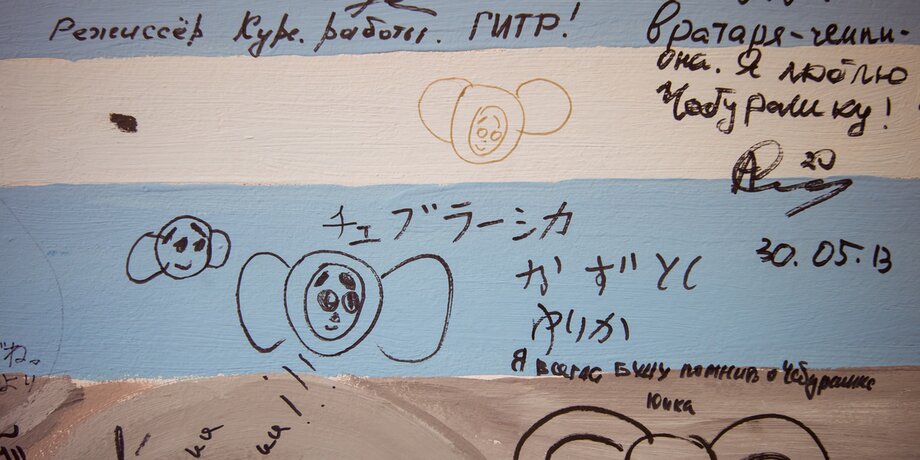 Режиссёр Курс. работы. ГИТР!
вратаря-чемпи-
она. Я люблю
Чебурашку!
20
チェブラーシカ
30.05.13
かずとし
ゆりか
Я всегда буду помнить о Чебурашке
Юлка